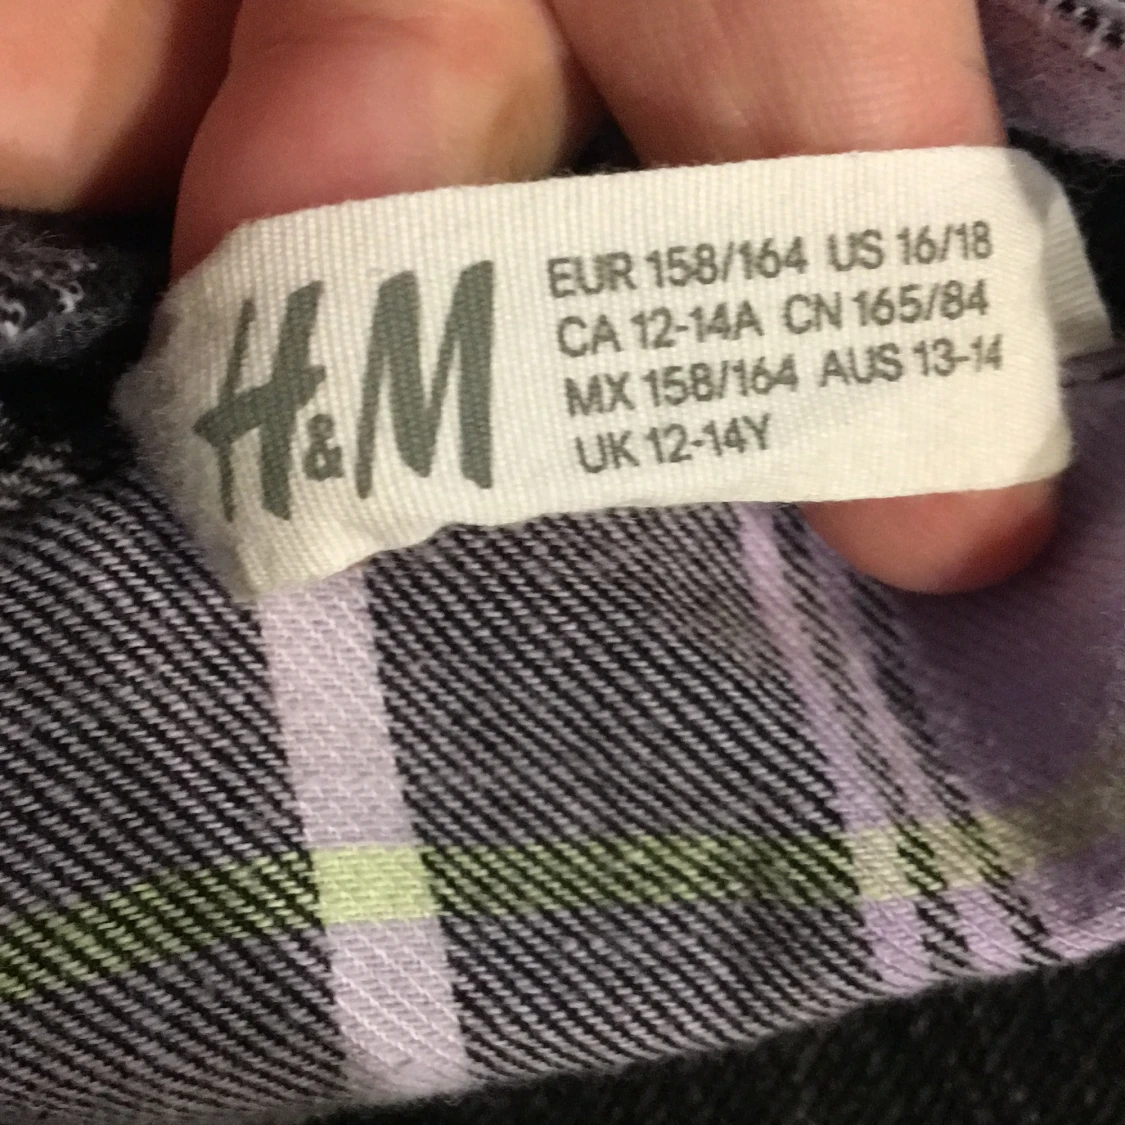 H&M
EUR 158/164 US 16/18
CA 12-14A CN 165/84
MX 158/164 AUS 13-14
UK 12-14Y